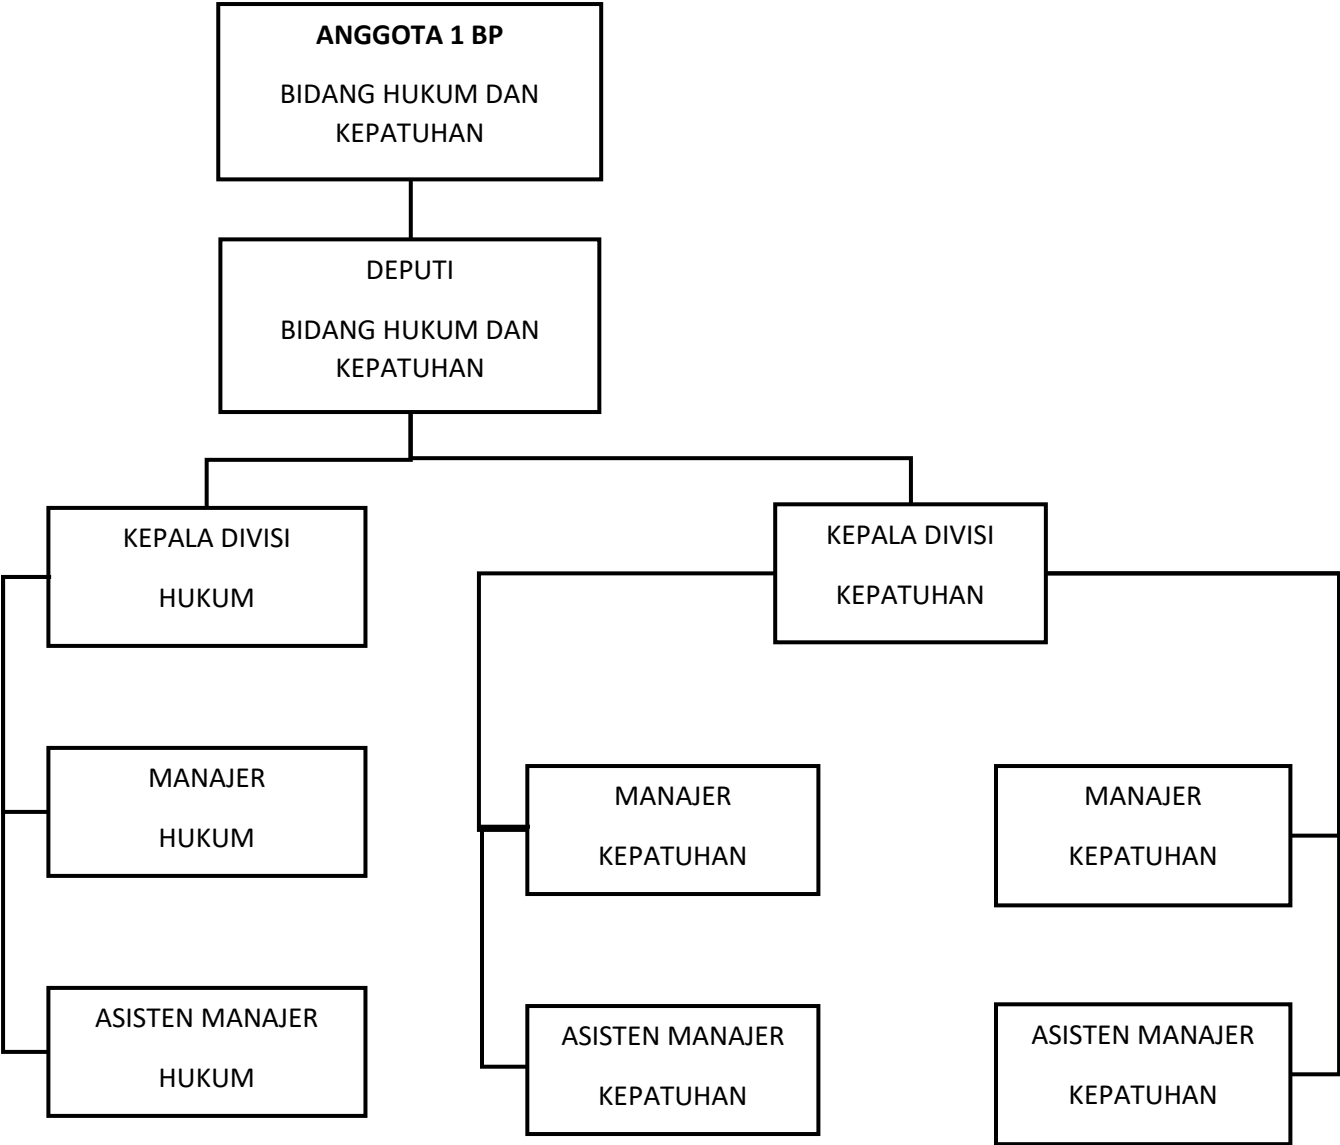 ANGGOTA 1 BP
BIDANG HUKUM DAN
KEPATUHAN
DEPUTI
BIDANG HUKUM DAN
KEPATUHAN
KEPALA DIVISI
HUKUM
KEPALA DIVISI
KEPATUHAN
MANAJER
HUKUM
MANAJER
KEPATUHAN
MANAJER
KEPATUHAN
ASISTEN MANAJER
HUKUM
ASISTEN MANAJER
KEPATUHAN
ASISTEN MANAJER
KEPATUHAN